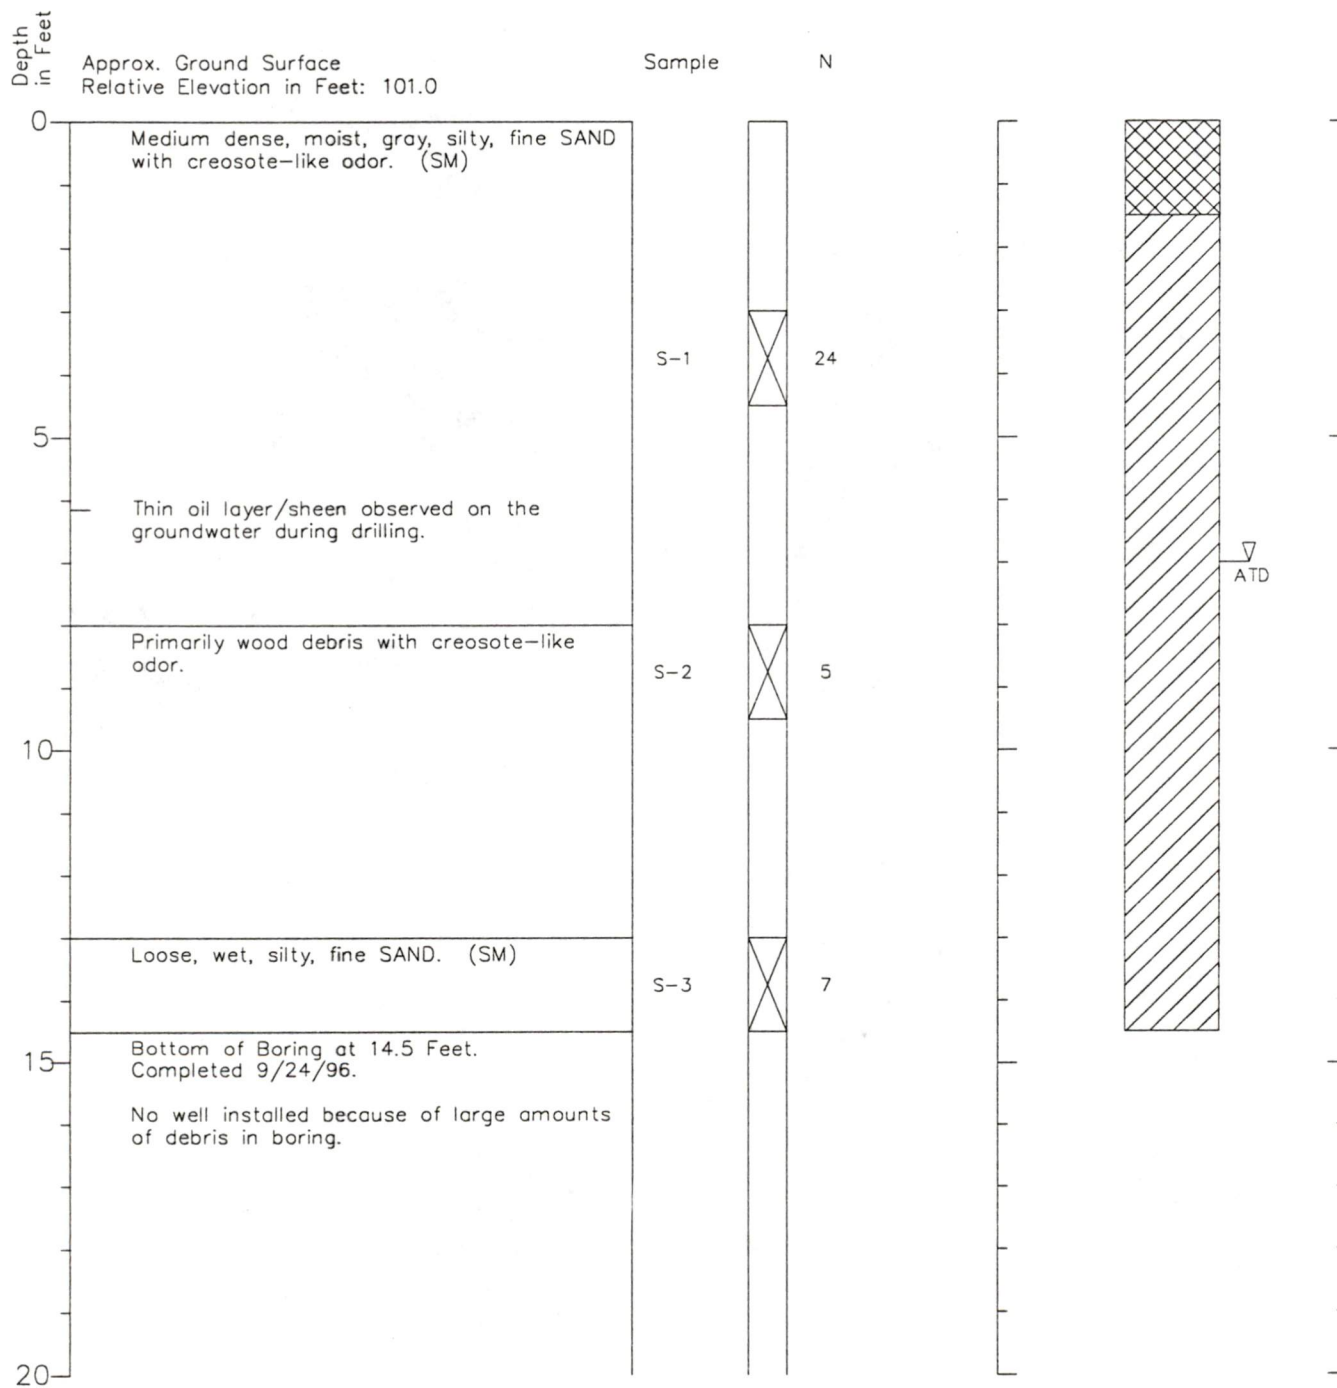 Depth
in Feet
Approx. Ground Surface
Relative Elevation in Feet: 101.0
Sample
N
0
Medium dense, moist, gray, silty, fine SAND
with creosote-like odor. (SM)
S-1
24
5
Thin oil layer/sheen observed on the
groundwater during drilling.
ATD
Primarily wood debris with creosote-like
odor.
S-2
5
10
Loose, wet, silty, fine SAND. (SM)
S-3
7
Bottom of Boring at 14.5 Feet.
15
Completed 9/24/96.
No well installed because of large amounts
of debris in boring.
20